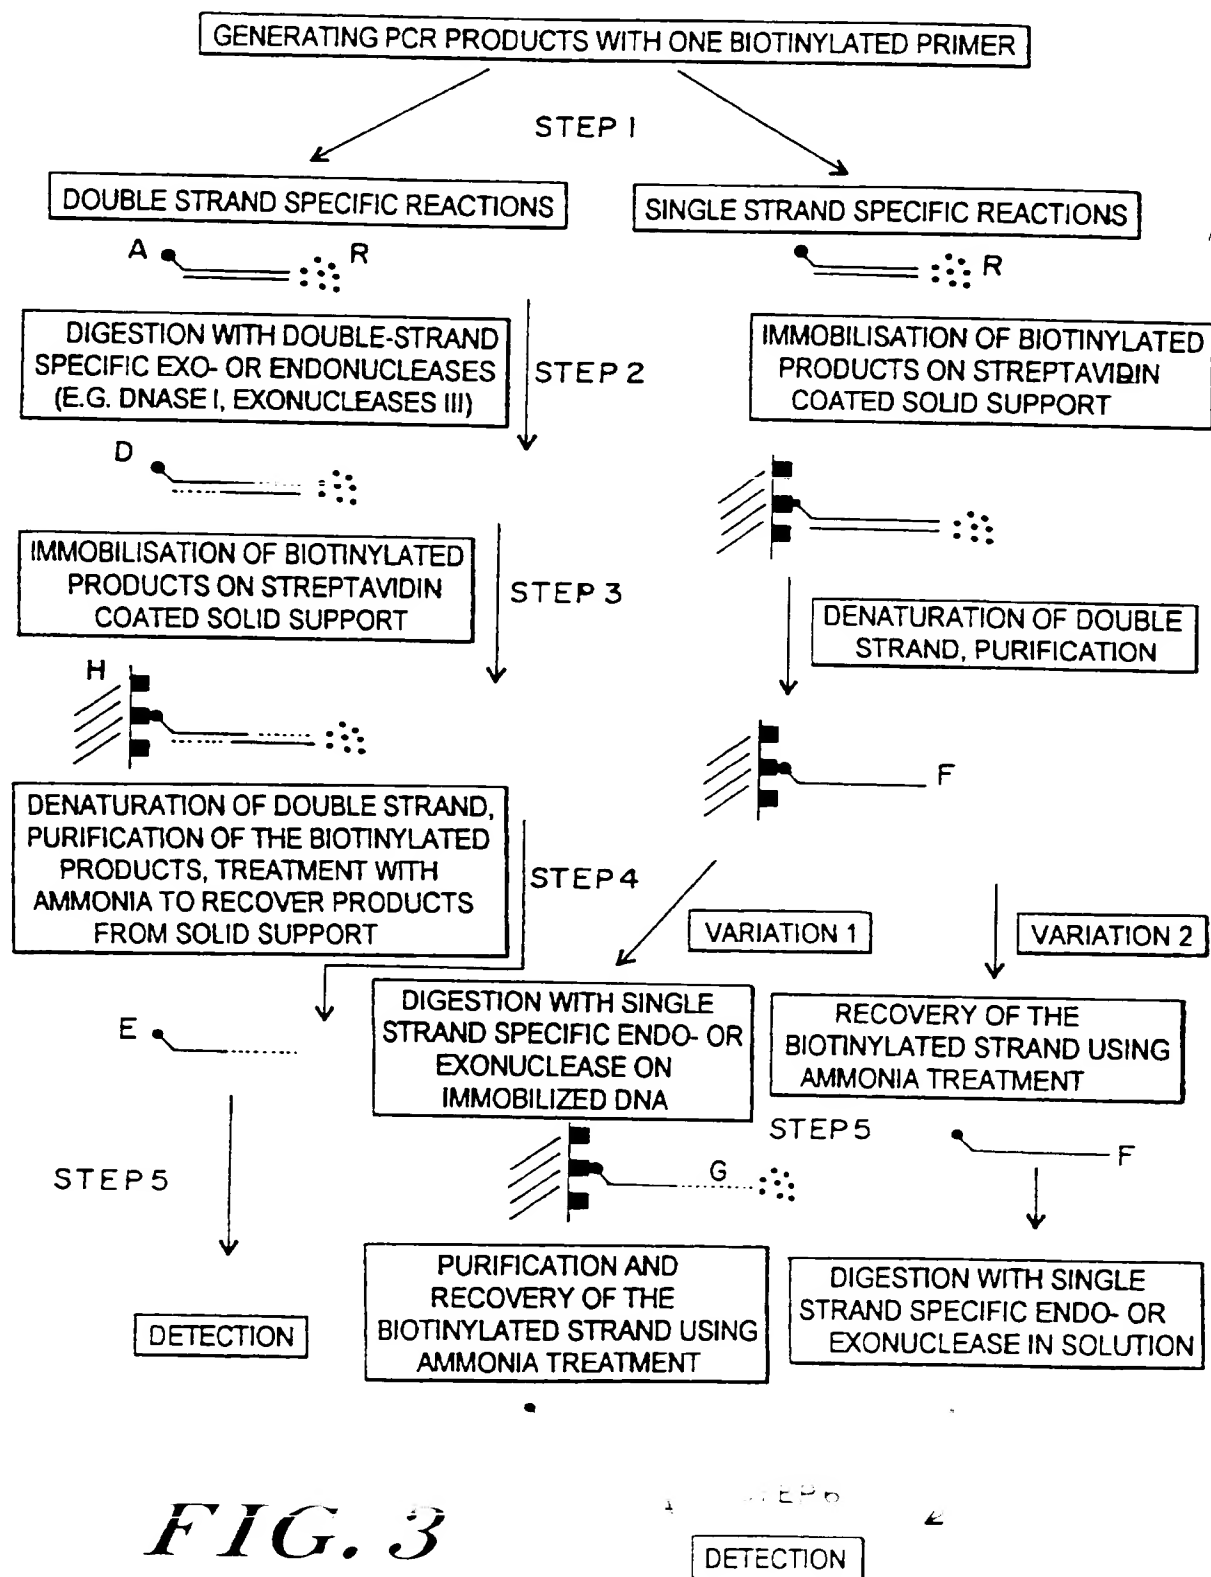 GENERATING PCR PRODUCTS WITH ONE BIOTINYLATED PRIMER
STEP 1
DOUBLE STRAND SPECIFIC REACTIONS
SINGLE STRAND SPECIFIC REACTIONS
A
R
R
DIGESTION WITH DOUBLE-STRAND
SPECIFIC EXO- OR ENDONUCLEASES
(E.G. DNASE I, EXONUCLEASES III)
STEP 2
IMMOBILISATION OF BIOTINYLATED
PRODUCTS ON STREPTAVIDIN
COATED SOLID SUPPORT
D
IMMOBILISATION OF BIOTINYLATED
PRODUCTS ON STREPTAVIDIN
COATED SOLID SUPPORT
STEP 3
DENATURATION OF DOUBLE
STRAND, PURIFICATION
H
F
DENATURATION OF DOUBLE STRAND,
PURIFICATION OF THE BIOTINYLATED
PRODUCTS, TREATMENT WITH
AMMONIA TO RECOVER PRODUCTS
FROM SOLID SUPPORT
STEP 4
VARIATION 1
VARIATION 2
E
DIGESTION WITH SINGLE
STRAND SPECIFIC ENDO- OR
EXONUCLEASE ON
IMMOBILIZED DNA
RECOVERY OF THE
BIOTINYLATED STRAND USING
AMMONIA TREATMENT
STEP 5
STEP 5
G
F
PURIFICATION AND
RECOVERY OF THE
BIOTINYLATED STRAND USING
AMMONIA TREATMENT
DIGESTION WITH SINGLE
STRAND SPECIFIC ENDO- OR
EXONUCLEASE IN SOLUTION
DETECTION
STEP 6
FIG. 3
DETECTION